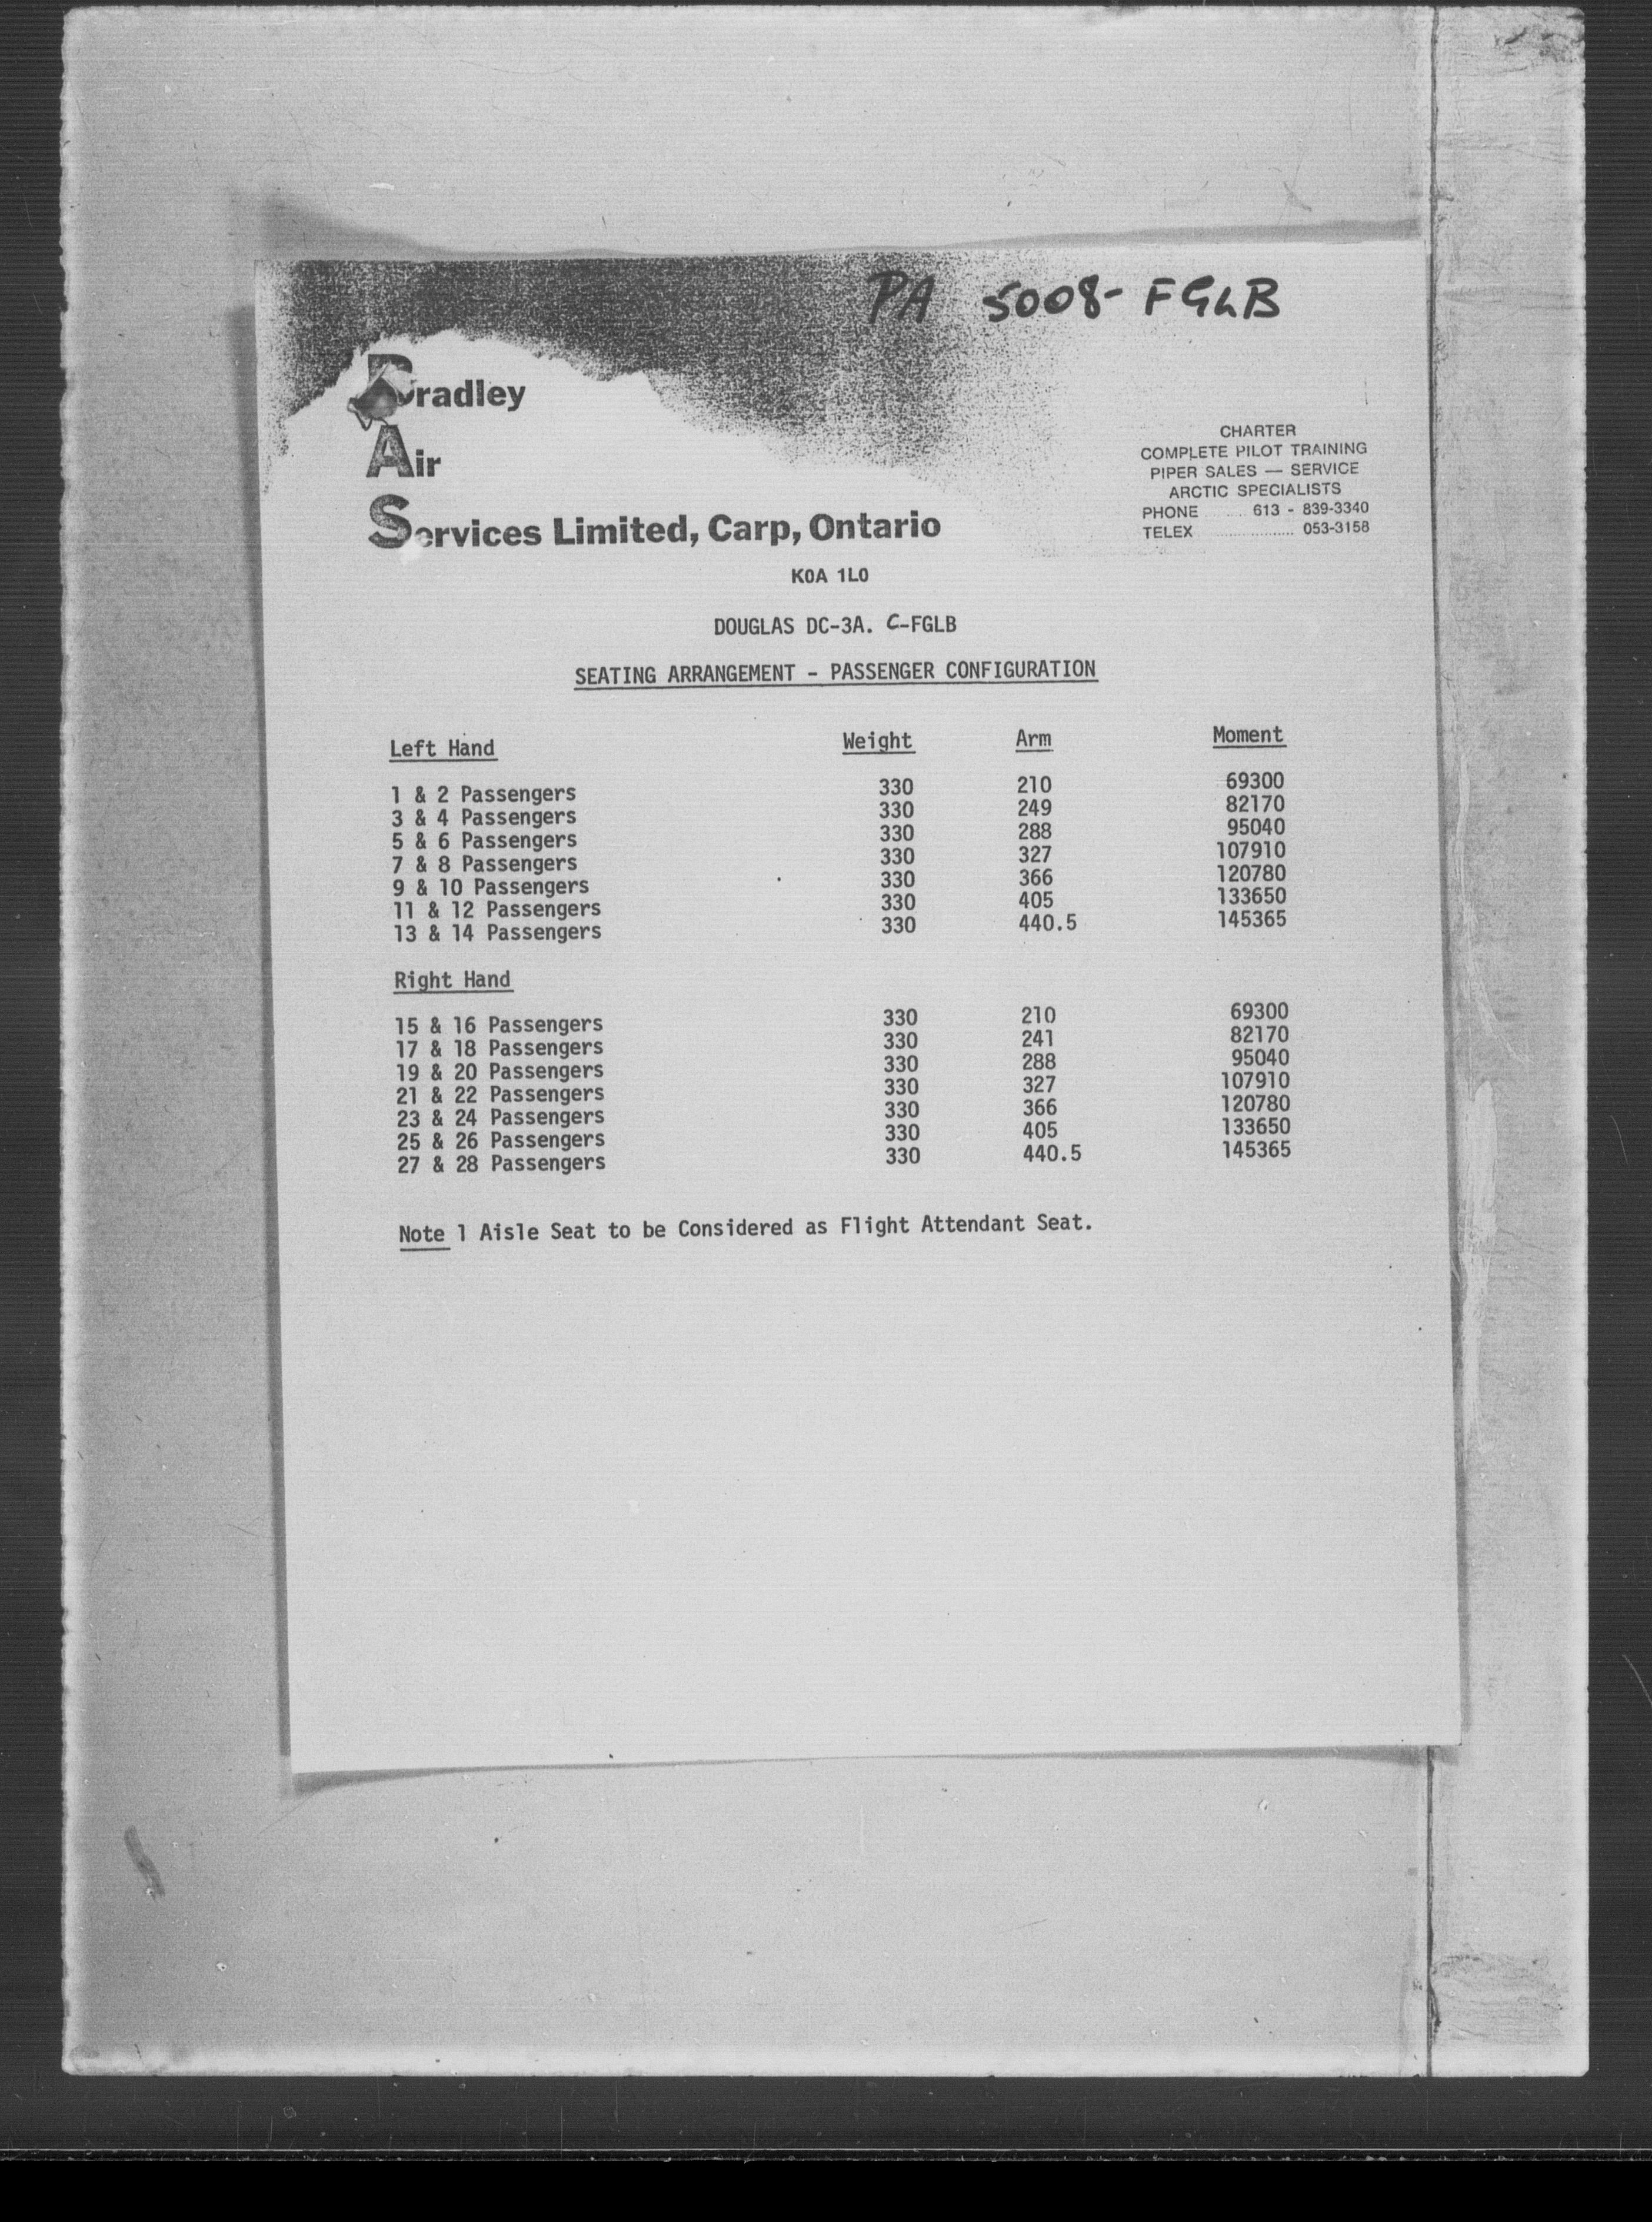 PA 5008- FGLB
Bradley
Air
Services Limited, Carp, Ontario
K0A 1L0
CHARTER
COMPLETE PILOT TRAINING
PIPER SALES — SERVICE
ARCTIC SPECIALISTS
PHONE ..... 613 - 839-3340
TELEX ................. 053-3158
DOUGLAS DC-3A. C-FGLB
SEATING ARRANGEMENT - PASSENGER CONFIGURATION
Left Hand Weight Arm Moment
1 & 2 Passengers 330 210 69300
3 & 4 Passengers 330 249 82170
5 & 6 Passengers 330 288 95040
7 & 8 Passengers 330 327 107910
9 & 10 Passengers 330 366 120780
11 & 12 Passengers 330 405 133650
13 & 14 Passengers 330 440.5 145365
Right Hand
15 & 16 Passengers 330 210 69300
17 & 18 Passengers 330 241 82170
19 & 20 Passengers 330 288 95040
21 & 22 Passengers 330 327 107910
23 & 24 Passengers 330 366 120780
25 & 26 Passengers 330 405 133650
27 & 28 Passengers 330 440.5 145365
Note 1 Aisle Seat to be Considered as Flight Attendant Seat.